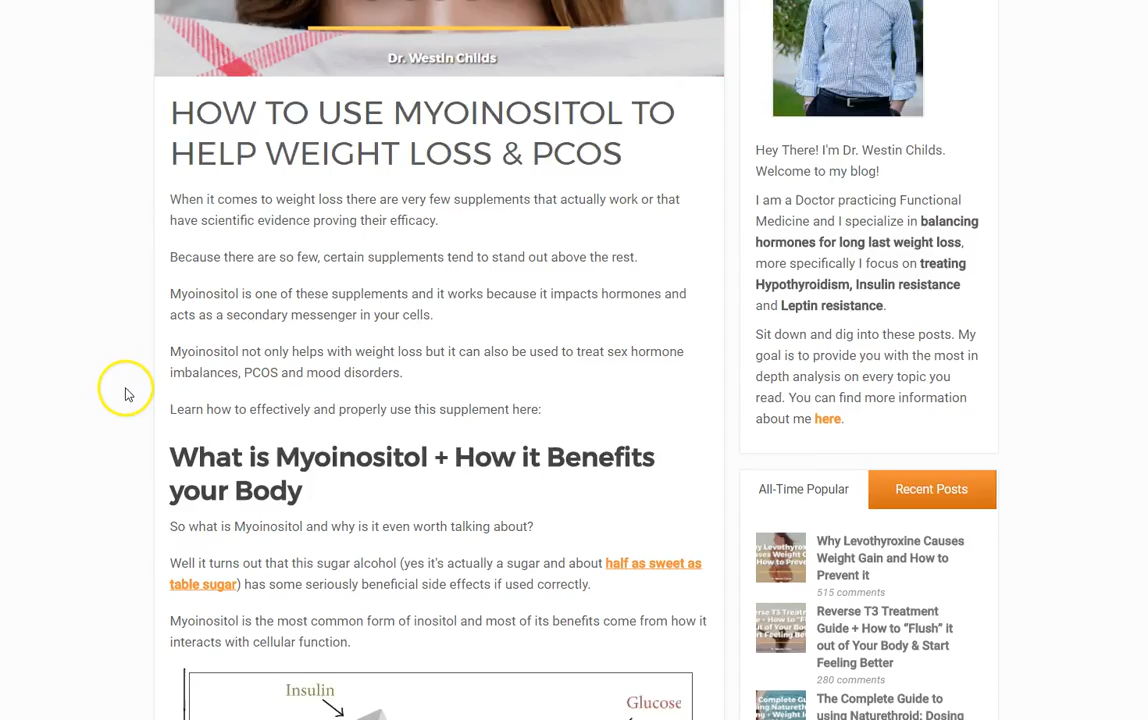 Dr. Westin Childs
HOW TO USE MYOINOSITOL TO
HELP WEIGHT LOSS & PCOS
When it comes to weight loss there are very few supplements that actually work or that
have scientific evidence proving their efficacy.
Because there are so few, certain supplements tend to stand out above the rest.
Myoinositol is one of these supplements and it works because it impacts hormones and
acts as a secondary messenger in your cells.
Myoinositol not only helps with weight loss but it can also be used to treat sex hormone
imbalances, PCOS and mood disorders.
Learn how to effectively and properly use this supplement here:
What is Myoinositol + How it Benefits
your Body
So what is Myoinositol and why is it even worth talking about?
Well it turns out that this sugar alcohol (yes it's actually a sugar and about half as sweet as
table sugar) has some seriously beneficial side effects if used correctly.
Myoinositol is the most common form of inositol and most of its benefits come from how it
interacts with cellular function.
Insulin
Glucose
Hey There! I'm Dr. Westin Childs.
Welcome to my blog!
I am a Doctor practicing Functional
Medicine and I specialize in balancing
hormones for long last weight loss,
more specifically I focus on treating
Hypothyroidism, Insulin resistance
and Leptin resistance.
Sit down and dig into these posts. My
goal is to provide you with the most in
depth analysis on every topic you
read. You can find more information
about me here.
All-Time Popular
Recent Posts
Why Levothyroxine Causes
Weight Gain and How to
Prevent it
515 comments
Reverse T3 Treatment
Guide + How to “Flush” it
out of Your Body & Start
Feeling Better
280 comments
The Complete Guide to
using Naturethroid: Dosing